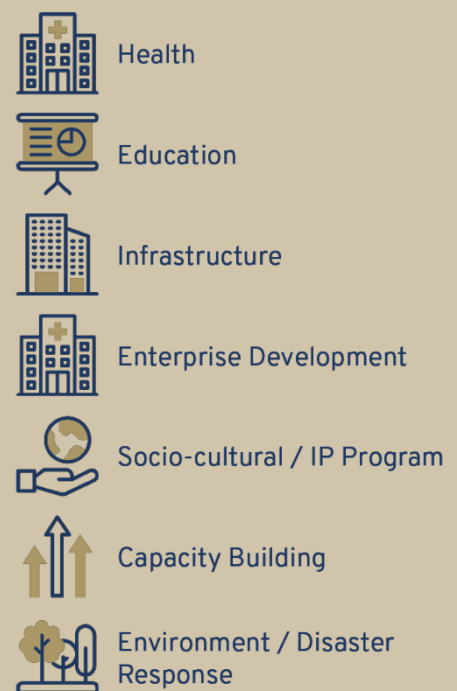 Health
Education
Infrastructure
Enterprise Development
Socio-cultural / IP Program
Capacity Building
Environment / Disaster
Response